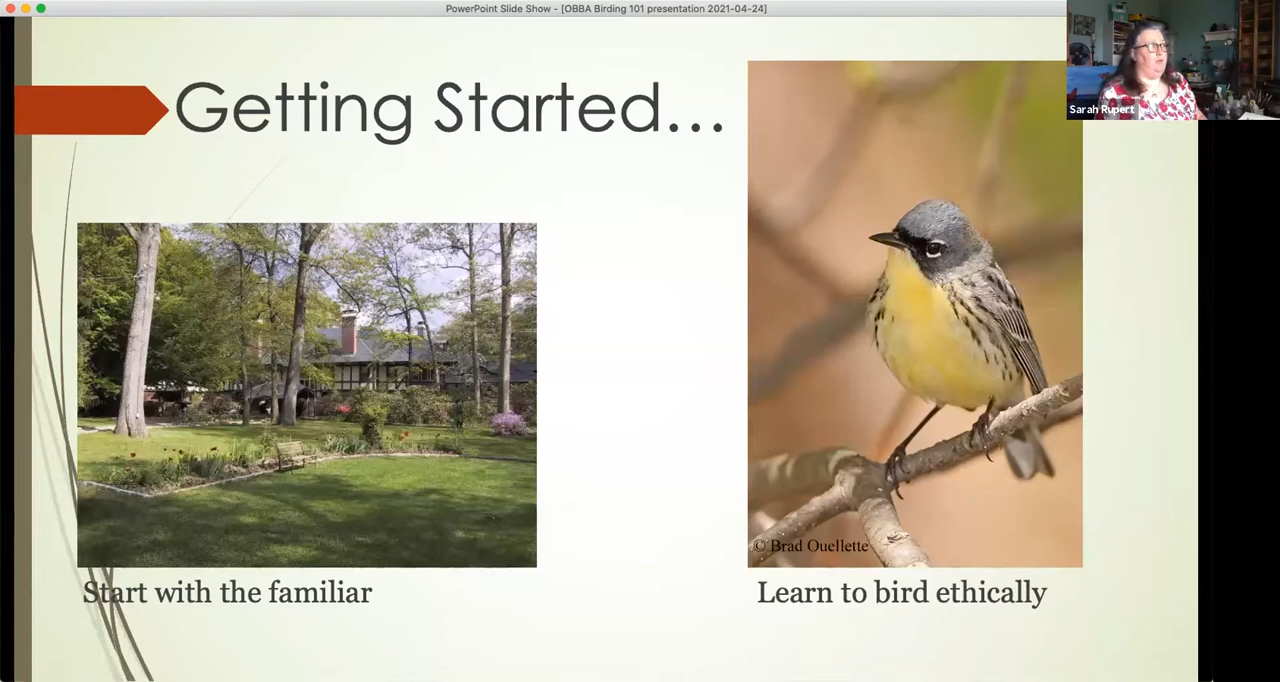 PowerPoint Slide Show - [OBBA Birding 101 presentation 2021-04-24]
Sarah Rupert
Getting Started...
© Brad Ouellette
Start with the familiar
Learn to bird ethically